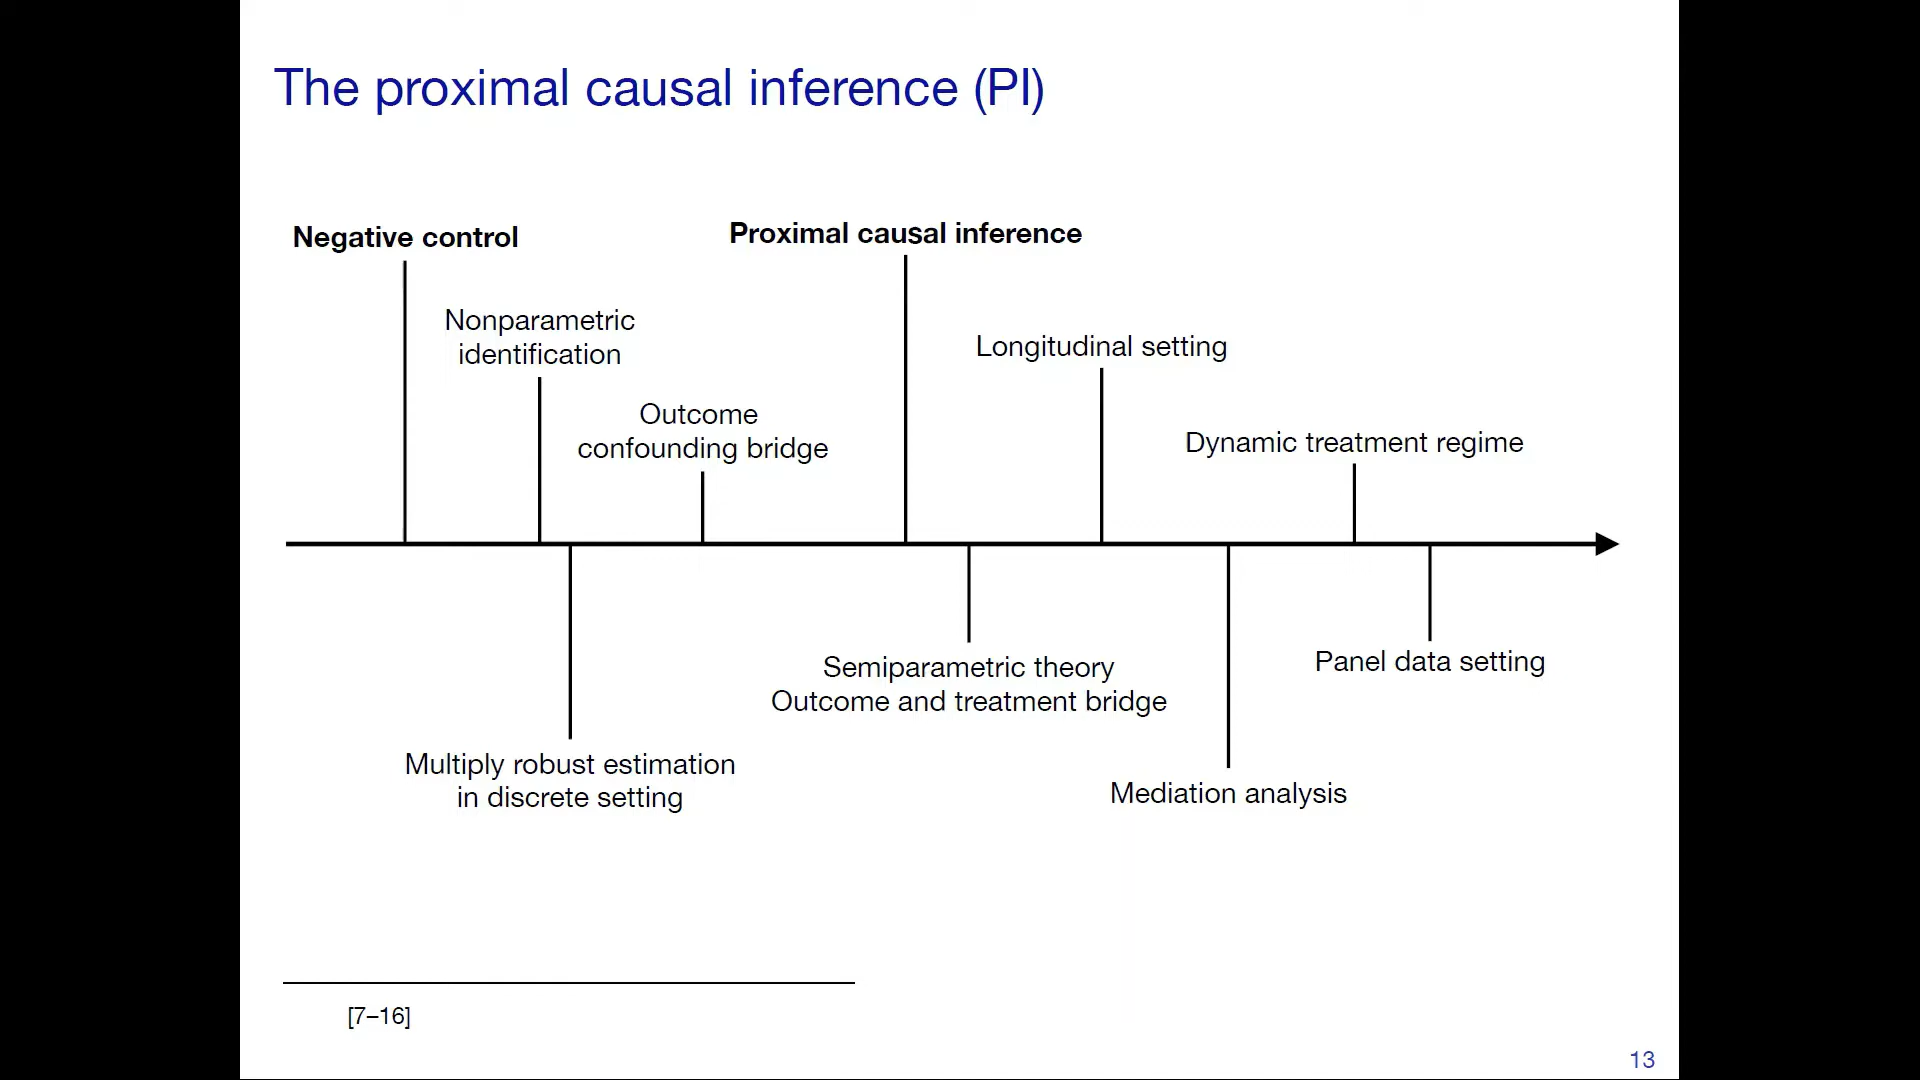 The proximal causal inference (PI)
Negative control
Proximal causal inference
Nonparametric
identification
Longitudinal setting
Outcome
confounding bridge
Dynamic treatment regime
Semiparametric theory
Outcome and treatment bridge
Panel data setting
Multiply robust estimation
in discrete setting
Mediation analysis
[7–16]
13